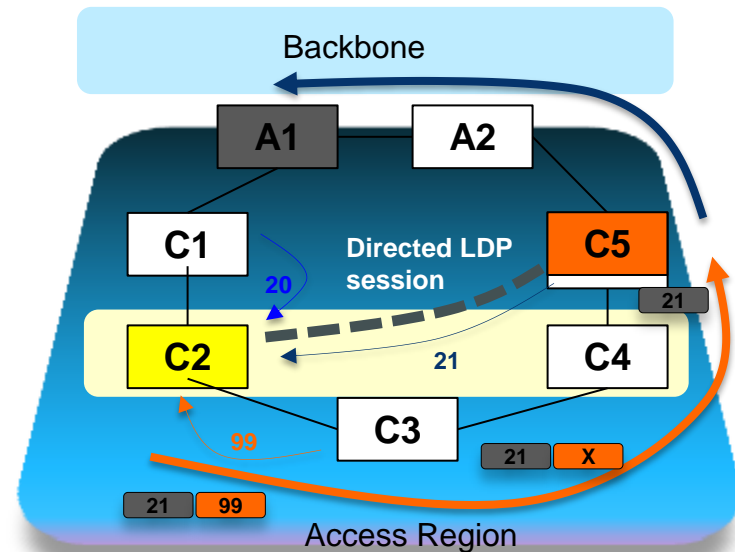 Backbone
A1
A2
C1
Directed LDP
session
C5
20
21
C2
21
C4
99
C3
21 X
21 99
Access Region